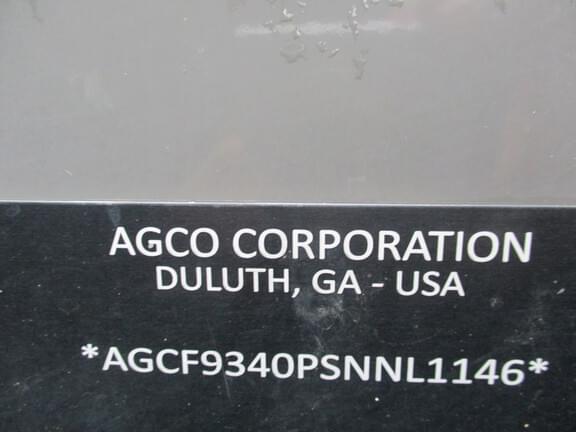 AGCO CORPORATION
DULUTH, GA - USA
*AGCF9340PSNNL1146*